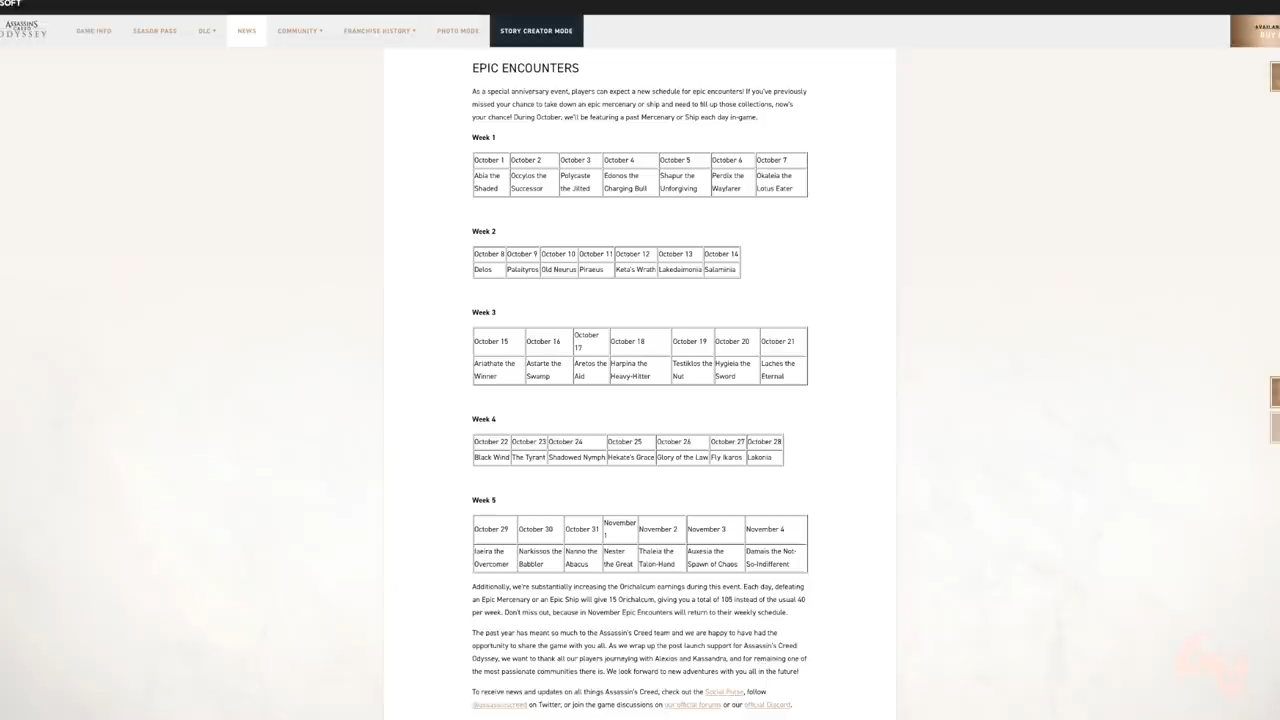 SOFT
ASSASSIN'S
CREED
ODYSSEY
GAME INFO
SEASON PASS
DLC
NEWS
COMMUNITY
FRANCHISE HISTORY
PHOTO MODE
STORY CREATOR MODE
BUY
EPIC ENCOUNTERS
As a special anniversary event, players can expect a new schedule for epic encounters! If you've previously
missed your chance to take down an epic mercenary or ship and need to fill up those collections, now's
your chance! During October, we'll be featuring a past Mercenary or Ship each day in-game.
Week 1
October 1 October 2 October 3 October 4 October 5 October 6 October 7
Abia the Occylos the Polycaste Edonos the Shapur the Perdix the Okaleia the
Shaded Successor the Jilted Charging Bull Unforgiving Wayfarer Lotus Eater
Week 2
October 8 October 9 October 10 October 11 October 12 October 13 October 14
Delos Palaityros Old Neurus Piraeus Keta's Wrath Lakedaimonia Salaminia
Week 3
October 15 October 16 October 17 October 18 October 19 October 20 October 21
Ariathate the Astarte the Aretos the Harpina the Testiklos the Hygieia the Laches the
Winner Swamp Aid Heavy-Hitter Nut Sword Eternal
Week 4
October 22 October 23 October 24 October 25 October 26 October 27 October 28
Black Wind The Tyrant Shadowed Nymph Hekate's Grace Glory of the Law Fly Ikaros Lakonia
Week 5
October 29 October 30 October 31 November 1 November 2 November 3 November 4
Iaeira the Narkissos the Nanno the Nester Thaleia the Auxesia the Damais the Not-
Overcomer Babbler Abacus the Great Talon-Hand Spawn of Chaos So-Indifferent
Additionally, we're substantially increasing the Orichalcum earnings during this event. Each day, defeating
an Epic Mercenary or an Epic Ship will give 15 Orichalcum, giving you a total of 105 instead of the usual 40
per week. Don't miss out, because in November Epic Encounters will return to their weekly schedule.
The past year has meant so much to the Assassin's Creed team and we are happy to have had the
opportunity to share the game with you all. As we wrap up the post launch support for Assassin's Creed
Odyssey, we want to thank all our players journeying with Alexios and Kassandra, and for remaining one of
the most passionate communities there is. We look forward to new adventures with you all in the future!
To receive news and updates on all things Assassin's Creed, check out the Social Pulse, follow
@assassinscreed on Twitter, or join the game discussions on our official forums or our official Discord.